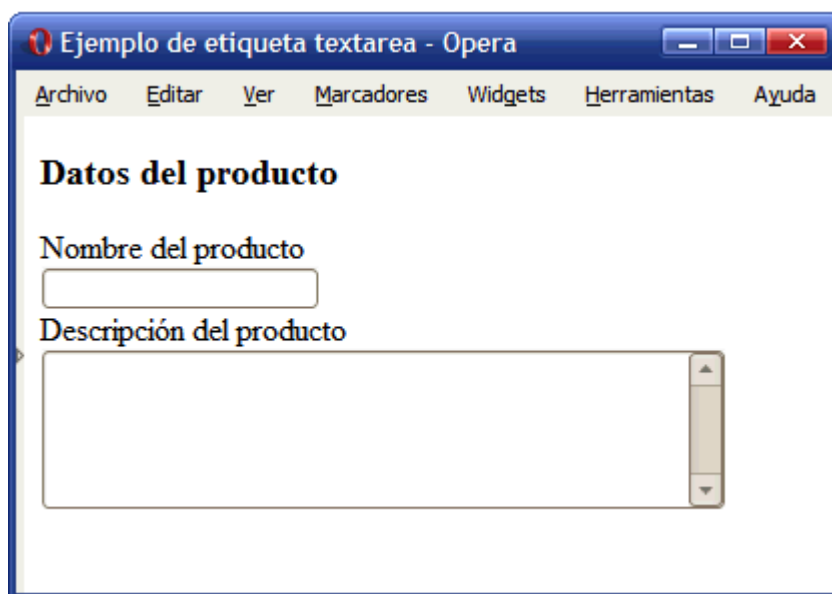 Ejemplo de etiqueta textarea - Opera
Archivo Editar Ver Marcadores Widgets Herramientas Ayuda
Datos del producto
Nombre del producto
Descripción del producto